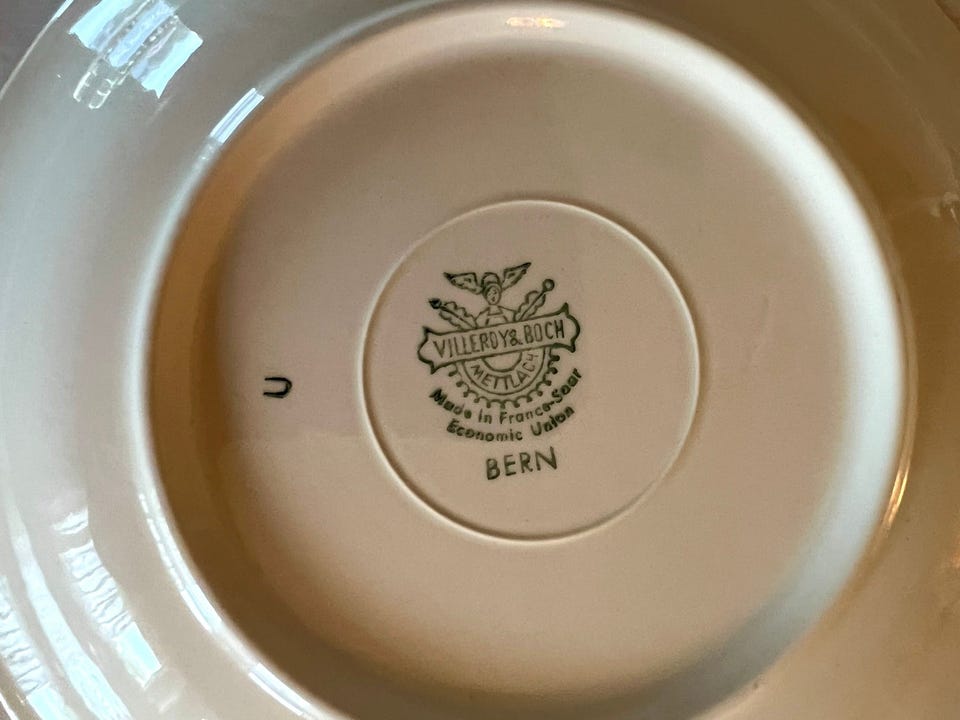 VILLEROY & BOCH
METTLACH
Made in France-Saar
Economic Union
BERN
U